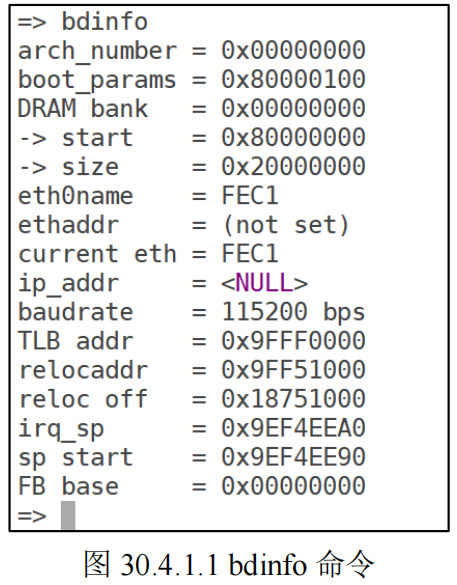 => bdinfo
arch_number = 0x00000000
boot_params = 0x80000100
DRAM bank   = 0x00000000
-> start    = 0x80000000
-> size     = 0x20000000
eth0name    = FEC1
ethaddr     = (not set)
current eth = FEC1
ip_addr     = <NULL>
baudrate    = 115200 bps
TLB addr    = 0x9FFF0000
relocaddr   = 0x9FF51000
reloc off   = 0x18751000
irq_sp      = 0x9EF4EEA0
sp start    = 0x9EF4EE90
FB base     = 0x00000000
=>
图 30.4.1.1 bdinfo 命令